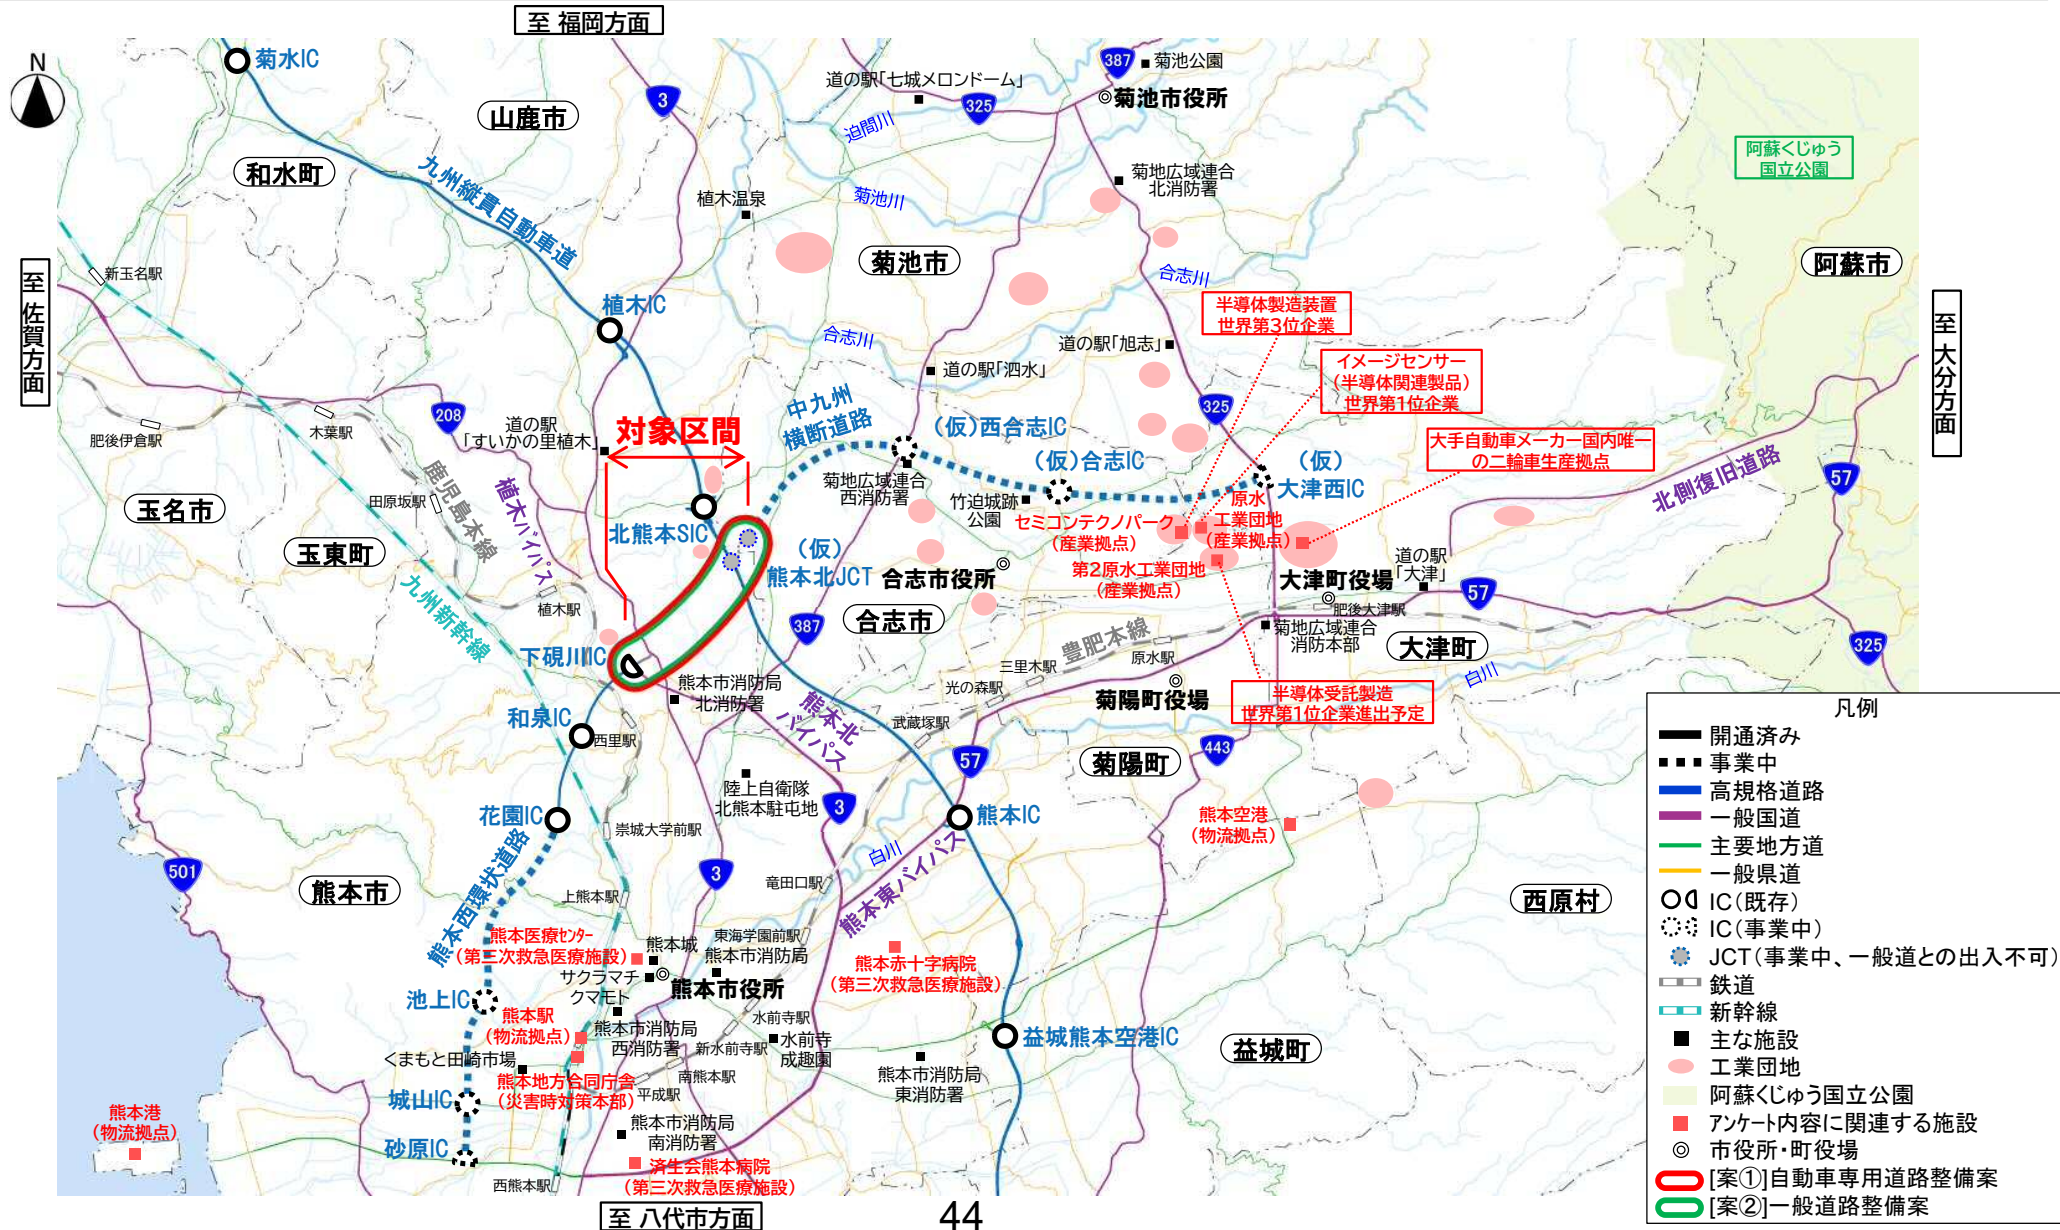 至 福岡方面
N
菊水IC
山鹿市
和水町
九州縦貫自動車道
3
道の駅「七城メロンドーム」
325
387
菊池公園
菊池市役所
迫間川
菊池川
植木温泉
菊地広域連合
北消防署
菊池市
合志川
阿蘇くじゅう
国立公園
阿蘇市
至 佐賀方面
至 大分方面
新玉名駅
植木IC
合志川
道の駅「旭志」
道の駅「泗水」
半導体製造装置
世界第3位企業
イメージセンサー
(半導体関連製品)
世界第1位企業
大手自動車メーカー国内唯一
の二輪車生産拠点
325
208
肥後伊倉駅
木葉駅
道の駅
「すいかの里植木」
対象区間
中九州
横断道路
(仮)西合志IC
(仮)合志IC
(仮)
大津西IC
北側復旧道路
57
鹿児島本線
田原坂駅
植木バイパス
玉名市
玉東町
北熊本SIC
菊地広域連合
西消防署
竹迫城跡
公園
セミコンテクノパーク
(産業拠点)
原水
工業団地
(産業拠点)
第2原水工業団地
(産業拠点)
(仮)
熊本北JCT
合志市役所
大津町役場
道の駅
「大津」
57
植木駅
九州新幹線
387
合志市
肥後大津駅
菊地広域連合
消防本部
大津町
325
下硯川IC
豊肥本線
原水駅
三里木駅
光の森駅
白川
熊本市消防局
北消防署
菊陽町役場
半導体受託製造
世界第1位企業進出予定
和泉IC
西里駅
熊本北
バイパス
武蔵塚駅
57
443
菊陽町
陸上自衛隊
北熊本駐屯地
3
花園IC
崇城大学前駅
熊本IC
熊本空港
(物流拠点)
501
熊本市
熊本西環状道路
3
白川
竜田口駅
熊本東バイパス
上熊本駅
西原村
熊本医療センター
(第三次救急医療施設)
熊本城
東海学園前駅
熊本市消防局
サクラマチ
クマモト
熊本市役所
熊本赤十字病院
(第三次救急医療施設)
池上IC
熊本駅
(物流拠点)
熊本市消防局
西消防署
水前寺駅
新水前寺駅
水前寺
成趣園
益城熊本空港IC
益城町
くまもと田崎市場
熊本地方合同庁舎
(災害時対策本部)
南熊本駅
平成駅
熊本市消防局
東消防署
城山IC
熊本港
(物流拠点)
熊本市消防局
南消防署
砂原IC
済生会熊本病院
(第三次救急医療施設)
西熊本駅
至 八代市方面
44
凡例
開通済み
事業中
高規格道路
一般国道
主要地方道
一般県道
IC(既存)
IC(事業中)
JCT(事業中、一般道との出入不可)
鉄道
新幹線
主な施設
工業団地
阿蘇くじゅう国立公園
アンケート内容に関連する施設
市役所・町役場
[案①]自動車専用道路整備案
[案②]一般道路整備案